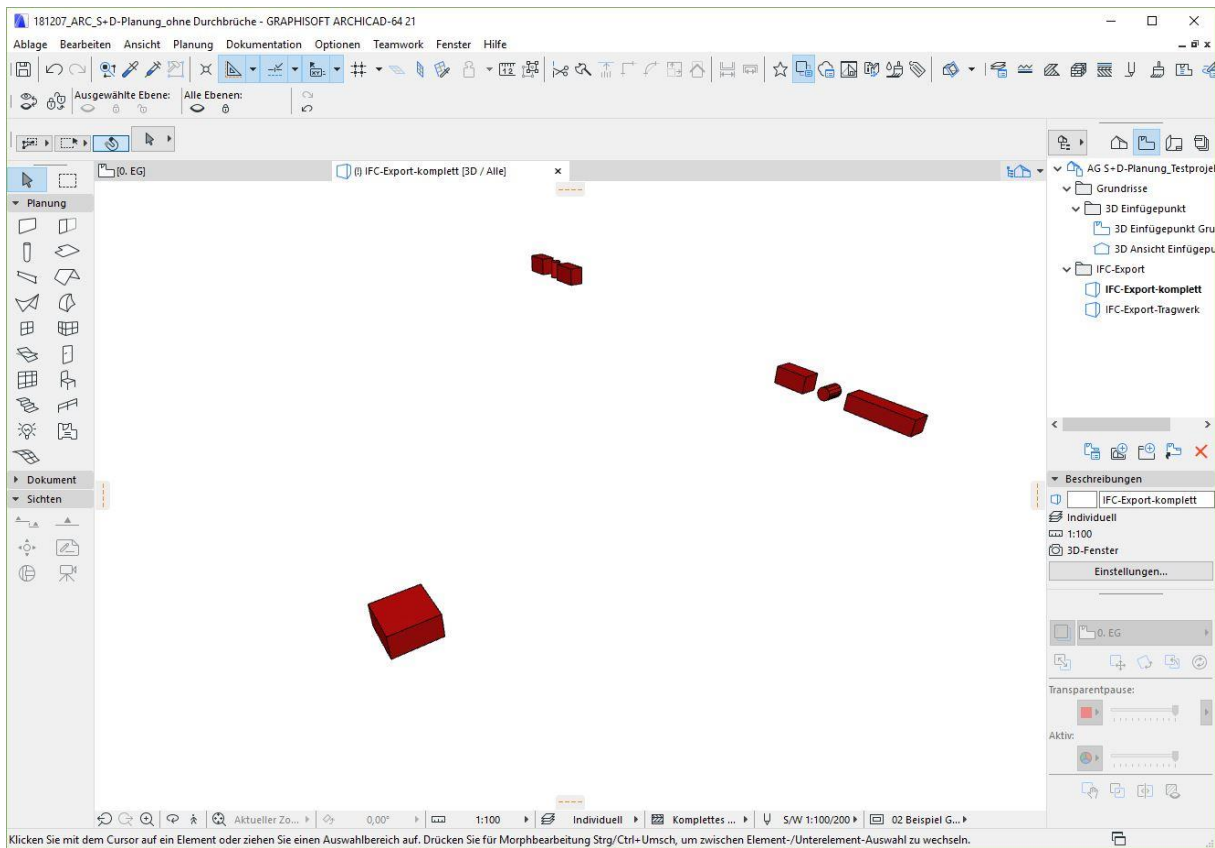 181207_ARC_S+D-Planung_ohne Durchbrüche - GRAPHISOFT ARCHICAD-64 21
Ablage Bearbeiten Ansicht Planung Dokumentation Optionen Teamwork Fenster Hilfe
Ausgewählte Ebene: Alle Ebenen:
[0. EG]
(!) IFC-Export-komplett [3D / Alle]
Planung
Dokument
Sichten
AG S+D-Planung_Testprojel
Grundrisse
3D Einfügepunkt
3D Einfügepunkt Gru
3D Ansicht Einfügepu
IFC-Export
IFC-Export-komplett
IFC-Export-Tragwerk
Beschreibungen
IFC-Export-komplett
Individuell
1:100
3D-Fenster
Einstellungen...
0. EG
Transparentpause:
Aktiv:
Aktueller Zo... 0,00° 1:100 Individuell Komplettes ... S/W 1:100/200 02 Beispiel G...
Klicken Sie mit dem Cursor auf ein Element oder ziehen Sie einen Auswahlbereich auf. Drücken Sie für Morphbearbeitung Strg/Ctrl+Umsch, um zwischen Element-/Unterelement-Auswahl zu wechseln.